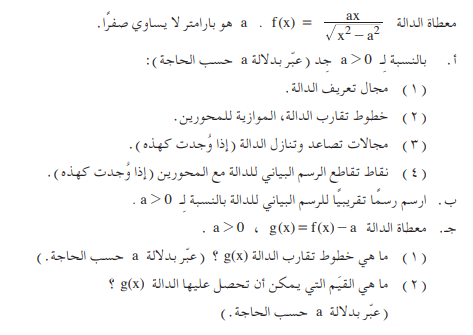 معطاة الدالة f(x) = ax / √(x² − a²) . a هو بارامتر لا يساوي صفرًا.
أ. بالنسبة لـ a > 0 جِد (عبّر بدلالة a حسب الحاجة):
(١) مجال تعريف الدالة.
(٢) خطوط تقارب الدالة، الموازية للمحورين.
(٣) مجالات تصاعد وتنازل الدالة (إذا وُجدت كهذه).
(٤) نقاط تقاطع الرسم البياني للدالة مع المحورين (إذا وُجدت كهذه).
ب. ارسم رسمًا تقريبيًا للرسم البياني للدالة بالنسبة لـ a > 0 .
جـ. معطاة الدالة g(x) = f(x) − a ، a > 0 .
(١) ما هي خطوط تقارب الدالة g(x) ؟ (عبّر بدلالة a حسب الحاجة.)
(٢) ما هي القيَم التي يمكن أن تحصل عليها الدالة g(x) ؟
(عبّر بدلالة a حسب الحاجة.)